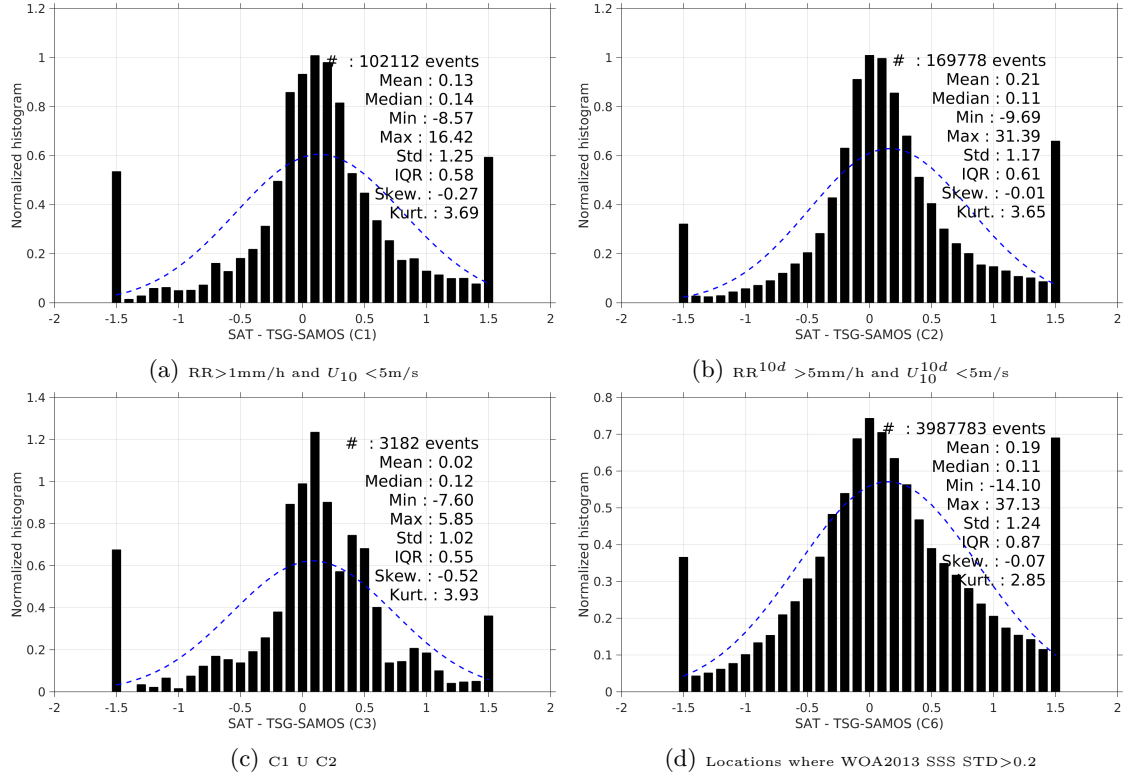 1.2
1
0.8
0.6
0.4
0.2
0
Normalized histogram
# : 102112 events
Mean : 0.13
Median : 0.14
Min : -8.57
Max : 16.42
Std : 1.25
IQR : 0.58
Skew. : -0.27
Kurt. : 3.69
-2 -1.5 -1 -0.5 0 0.5 1 1.5 2
SAT - TSG-SAMOS (C1)
(a) RR>1mm/h and U10 <5m/s
1.2
1
0.8
0.6
0.4
0.2
0
Normalized histogram
# : 169778 events
Mean : 0.21
Median : 0.11
Min : -9.69
Max : 31.39
Std : 1.17
IQR : 0.61
Skew. : -0.01
Kurt. : 3.65
-2 -1.5 -1 -0.5 0 0.5 1 1.5 2
SAT - TSG-SAMOS (C2)
(b) RR^10d >5mm/h and U10^10d <5m/s
1.4
1.2
1
0.8
0.6
0.4
0.2
0
Normalized histogram
# : 3182 events
Mean : 0.02
Median : 0.12
Min : -7.60
Max : 5.85
Std : 1.02
IQR : 0.55
Skew. : -0.52
Kurt. : 3.93
-2 -1.5 -1 -0.5 0 0.5 1 1.5 2
SAT - TSG-SAMOS (C3)
(c) C1 U C2
0.8
0.7
0.6
0.5
0.4
0.3
0.2
0.1
0
Normalized histogram
# : 3987783 events
Mean : 0.19
Median : 0.11
Min : -14.10
Max : 37.13
Std : 1.24
IQR : 0.87
Skew. : -0.07
Kurt. : 2.85
-2 -1.5 -1 -0.5 0 0.5 1 1.5 2
SAT - TSG-SAMOS (C6)
(d) Locations where WOA2013 SSS STD>0.2